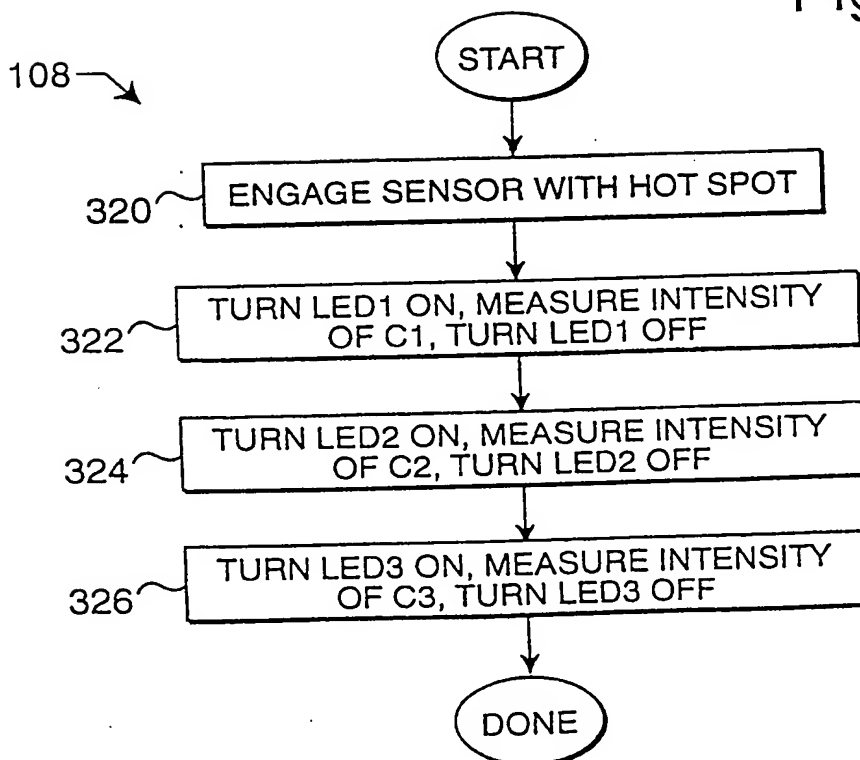 START
108
320
ENGAGE SENSOR WITH HOT SPOT
322
TURN LED1 ON, MEASURE INTENSITY
OF C1, TURN LED1 OFF
324
TURN LED2 ON, MEASURE INTENSITY
OF C2, TURN LED2 OFF
326
TURN LED3 ON, MEASURE INTENSITY
OF C3, TURN LED3 OFF
DONE